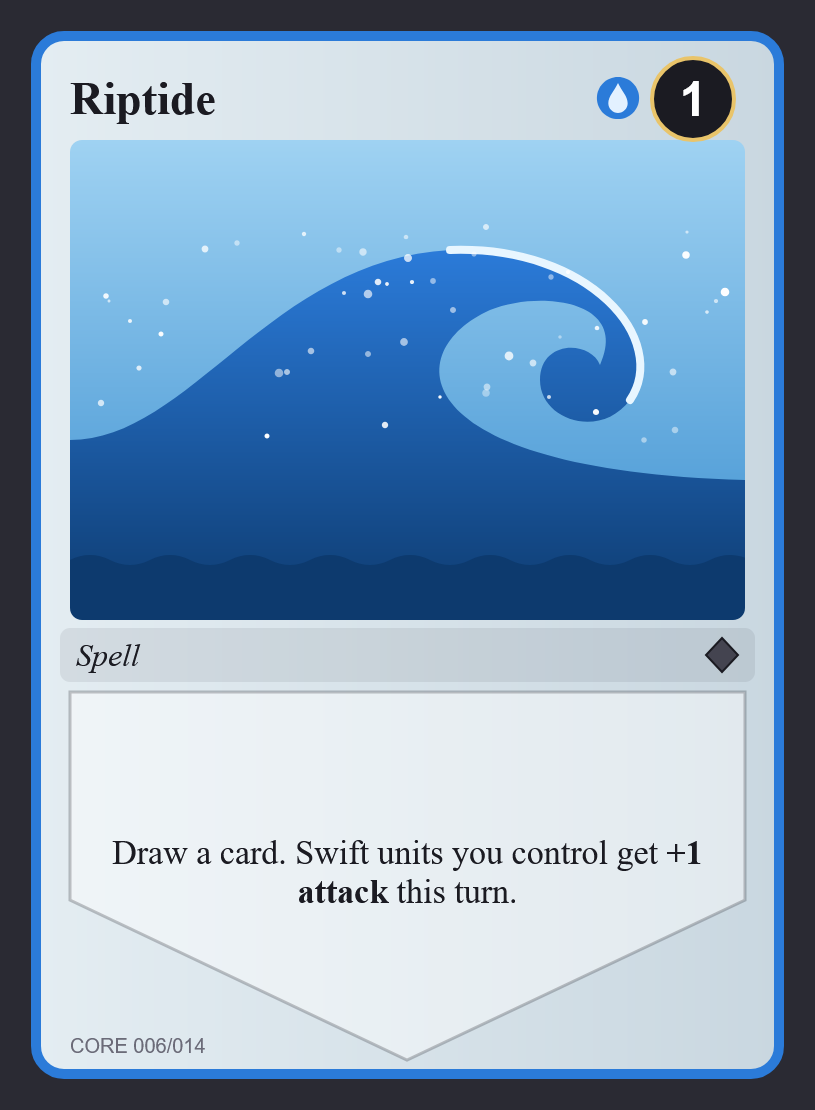 Riptide
1
Spell
Draw a card. Swift units you control get +1
attack this turn.
CORE 006/014